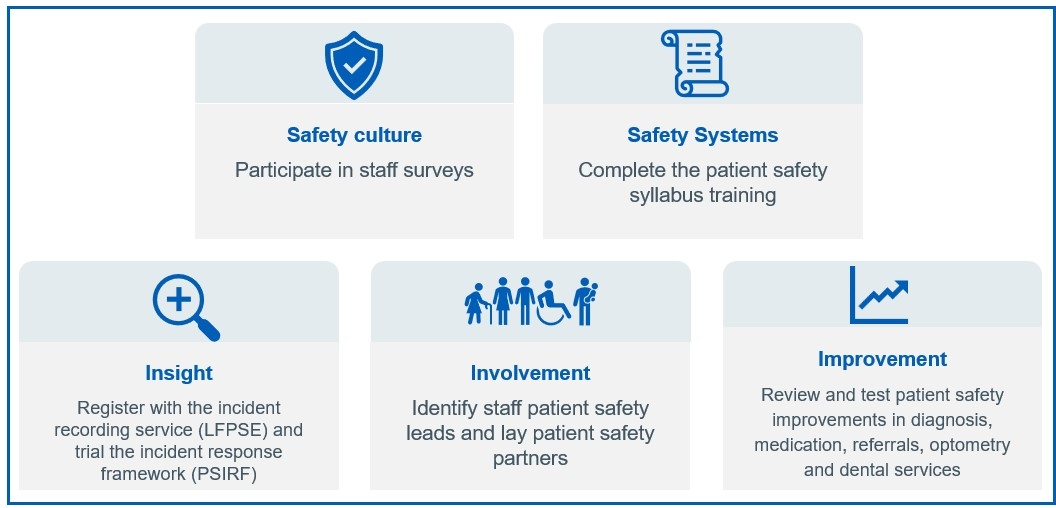 Safety culture
Participate in staff surveys
Safety Systems
Complete the patient safety
syllabus training
Insight
Register with the incident
recording service (LFPSE) and
trial the incident response
framework (PSIRF)
Involvement
Identify staff patient safety
leads and lay patient safety
partners
Improvement
Review and test patient safety
improvements in diagnosis,
medication, referrals, optometry
and dental services